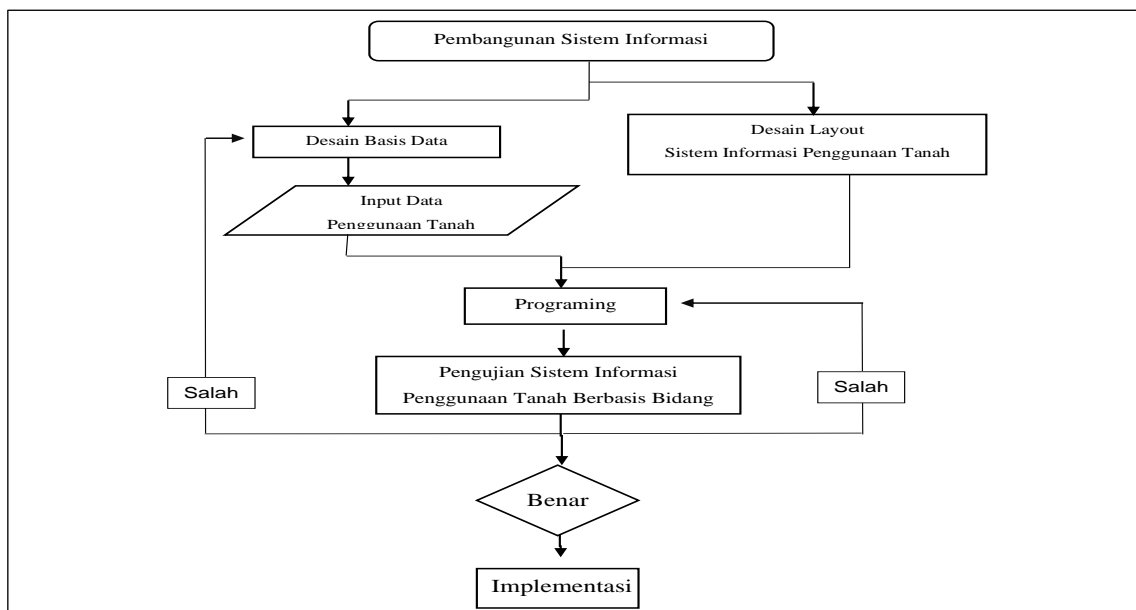 Pembangunan Sistem Informasi
Desain Basis Data
Desain Layout
Sistem Informasi Penggunaan Tanah
Input Data
Penggunaan Tanah
Programing
Pengujian Sistem Informasi
Penggunaan Tanah Berbasis Bidang
Salah
Salah
Benar
Implementasi